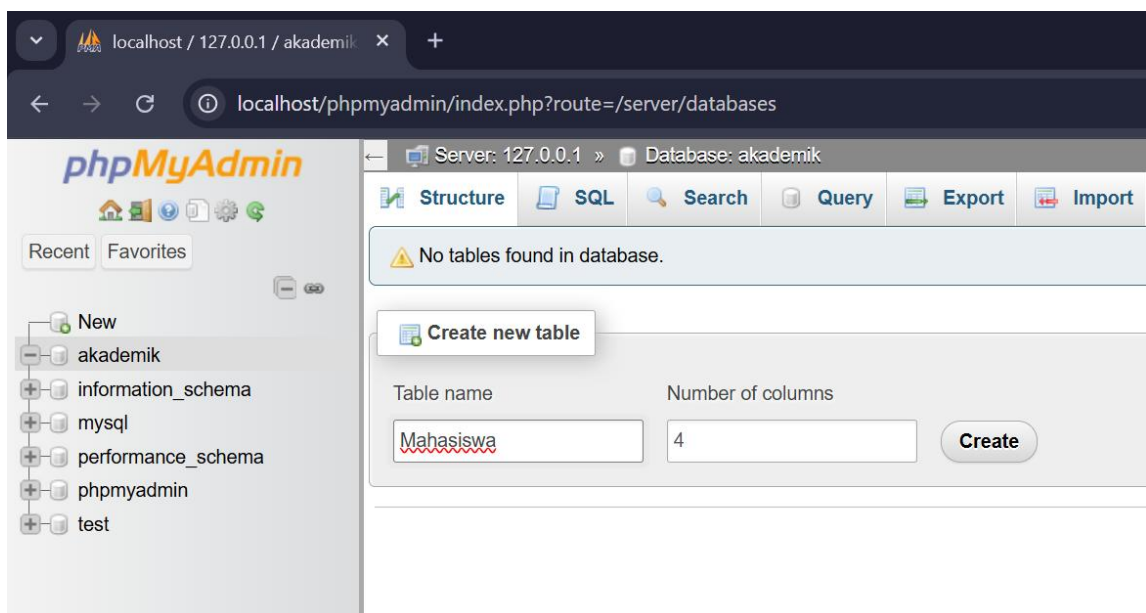 localhost / 127.0.0.1 / akademik
localhost/phpmyadmin/index.php?route=/server/databases
phpMyAdmin
Recent Favorites
New
akademik
information_schema
mysql
performance_schema
phpmyadmin
test
Server: 127.0.0.1 » Database: akademik
Structure SQL Search Query Export Import
No tables found in database.
Create new table
Table name Number of columns
Mahasiswa 4 Create